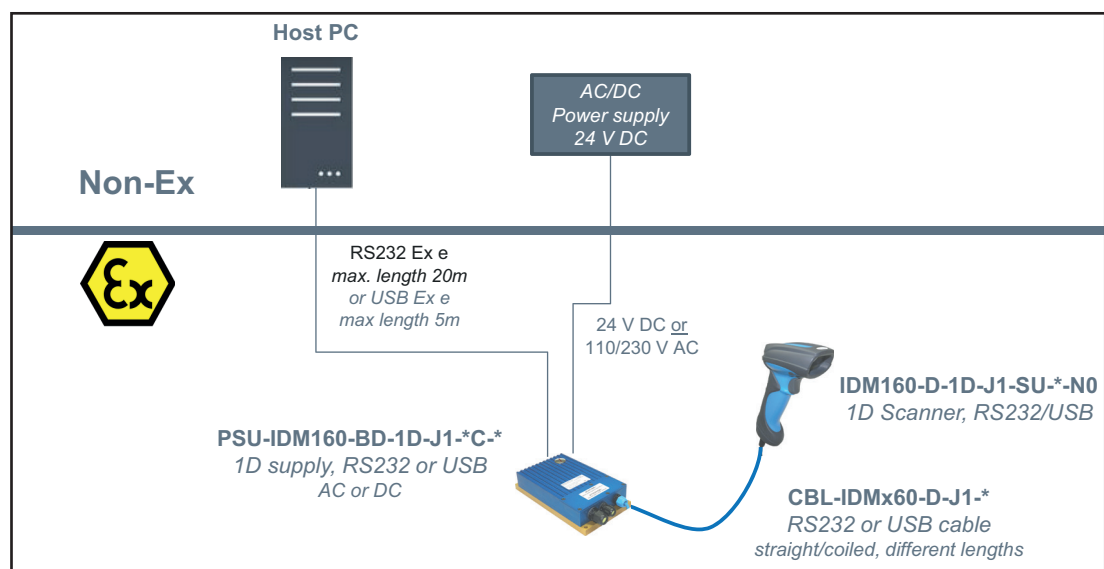 Host PC
AC/DC
Power supply
24 V DC
Non-Ex
Ex
RS232 Ex e
max. length 20m
or USB Ex e
max length 5m
24 V DC or
110/230 V AC
IDM160-D-1D-J1-SU-*-N0
1D Scanner, RS232/USB
PSU-IDM160-BD-1D-J1-*C-*
1D supply, RS232 or USB
AC or DC
CBL-IDMx60-D-J1-*
RS232 or USB cable
straight/coiled, different lengths